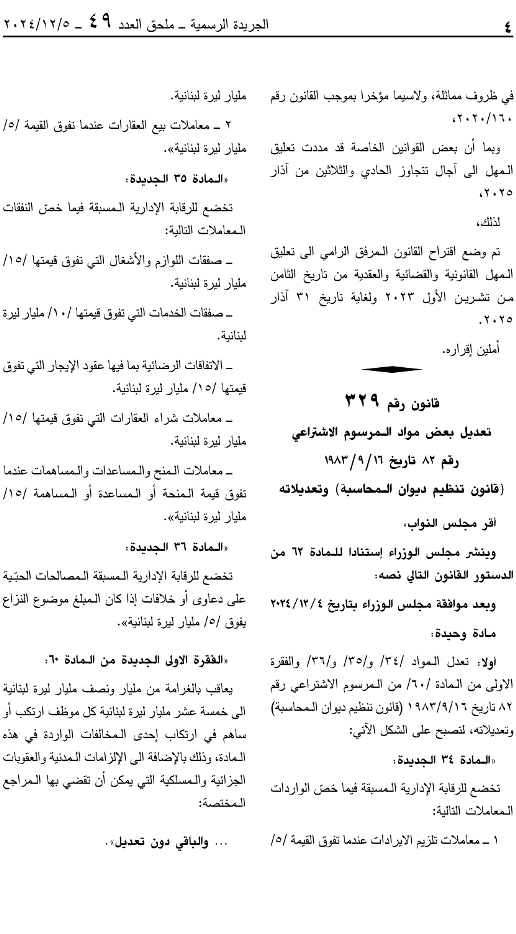 ٤
الجريدة الرسمية ــ ملحق العدد ٤٩ ــ ٢٠٢٤/١٢/٥
في ظروف مماثلة، ولاسيما مؤخرا بموجب القانون رقم
٢٠٢٠/١٦٠،
وبما أن بعض القوانين الخاصة قد مددت تعليق
المهل الى آجال تتجاوز الحادي والثلاثين من آذار
٢٠٢٥،
لذلك،
تم وضع اقتراح القانون المرفق الرامي الى تعليق
المهل القانونية والقضائية والعقدية من تاريخ الثامن
من تشرين الأول ٢٠٢٣ ولغاية تاريخ ٣١ آذار
٢٠٢٥.
أملين إقراره.
قانون رقم ٣٢٩
تعديل بعض مواد المرسوم الاشتراعي
رقم ٨٢ تاريخ ١٩٨٣/٩/١٦
(قانون تنظيم ديوان المحاسبة) وتعديلاته
أقر مجلس النواب،
وينشر مجلس الوزراء إستنادا للمادة ٦٢ من
الدستور القانون التالي نصه:
وبعد موافقة مجلس الوزراء بتاريخ ٢٠٢٤/١٢/٤
مادة وحيدة:
أولا: تعدل المواد /٣٤/ و/٣٥/ و/٣٦/ والفقرة
الاولى من المادة /٦٠/ من المرسوم الاشتراعي رقم
٨٢ تاريخ ١٩٨٣/٩/١٦ (قانون تنظيم ديوان المحاسبة)
وتعديلاته، لتصبح على الشكل الآتي:
«المادة ٣٤ الجديدة:
تخضع للرقابة الإدارية المسبقة فيما خصّ الواردات
المعاملات التالية:
١ ــ معاملات تلزيم الايرادات عندما تفوق القيمة /٥/
مليار ليرة لبنانية.
٢ ــ معاملات بيع العقارات عندما تفوق القيمة /٥/
مليار ليرة لبنانية».
«المادة ٣٥ الجديدة:
تخضع للرقابة الإدارية المسبقة فيما خصّ النفقات
المعاملات التالية:
ــ صفقات اللوازم والأشغال التي تفوق قيمتها /١٥/
مليار ليرة لبنانية.
ــ صفقات الخدمات التي تفوق قيمتها /١٠/ مليار ليرة
لبنانية.
ــ الاتفاقات الرضائية بما فيها عقود الإيجار التي تفوق
قيمتها /١٥/ مليار ليرة لبنانية.
ــ معاملات شراء العقارات التي تفوق قيمتها /١٥/
مليار ليرة لبنانية.
ــ معاملات المنح والمساعدات والمساهمات عندما
تفوق قيمة المنحة أو المساعدة أو المساهمة /١٥/
مليار ليرة لبنانية».
«المادة ٣٦ الجديدة:
تخضع للرقابة الإدارية المسبقة المصالحات الحبّية
على دعاوى أو خلافات إذا كان المبلغ موضوع النزاع
يفوق /٥/ مليار ليرة لبنانية».
«الفقرة الاولى الجديدة من المادة ٦٠:
يعاقب بالغرامة من مليار ونصف مليار ليرة لبنانية
الى خمسة عشر مليار ليرة لبنانية كل موظف ارتكب أو
ساهم في ارتكاب إحدى المخالفات الواردة في هذه
المادة، وذلك بالإضافة الى الإلزامات المدنية والعقوبات
الجزائية والمسلكية التي يمكن أن تقضي بها المراجع
المختصة:
... والباقي دون تعديل».